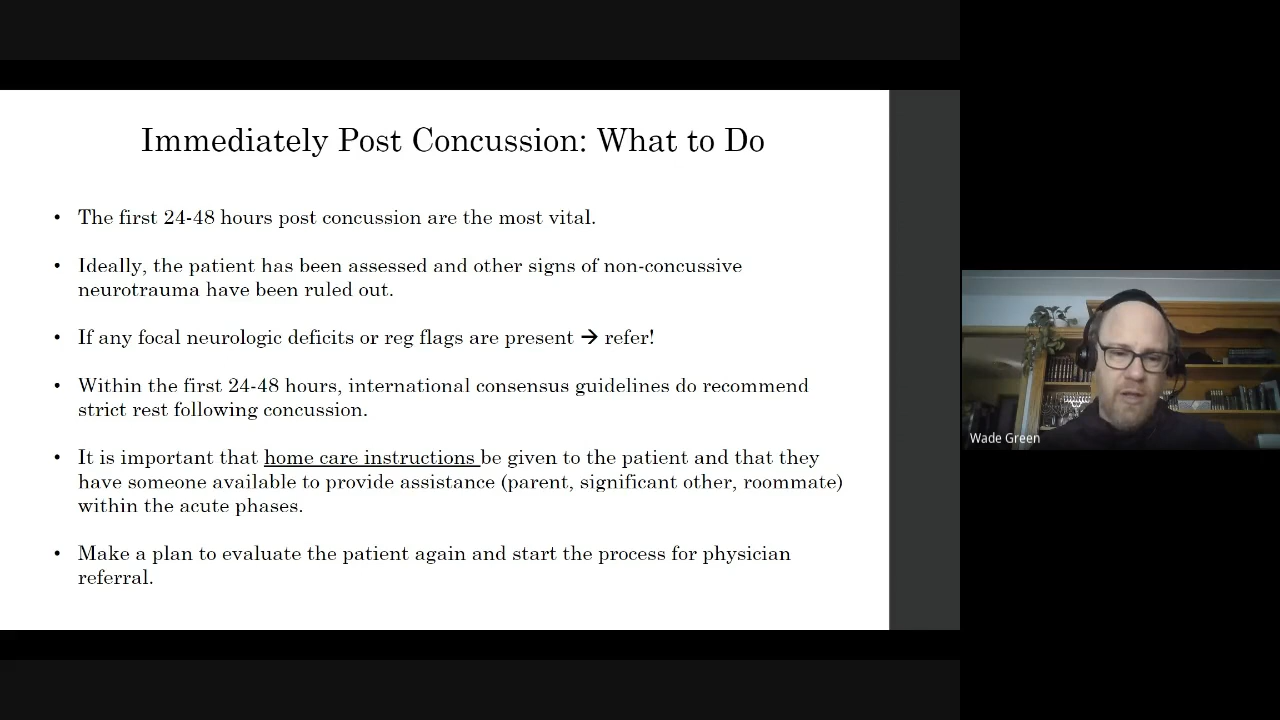 Immediately Post Concussion: What to Do
• The first 24-48 hours post concussion are the most vital.
• Ideally, the patient has been assessed and other signs of non-concussive
neurotrauma have been ruled out.
• If any focal neurologic deficits or reg flags are present → refer!
• Within the first 24-48 hours, international consensus guidelines do recommend
strict rest following concussion.
• It is important that home care instructions be given to the patient and that they
have someone available to provide assistance (parent, significant other, roommate)
within the acute phases.
• Make a plan to evaluate the patient again and start the process for physician
referral.
Wade Green